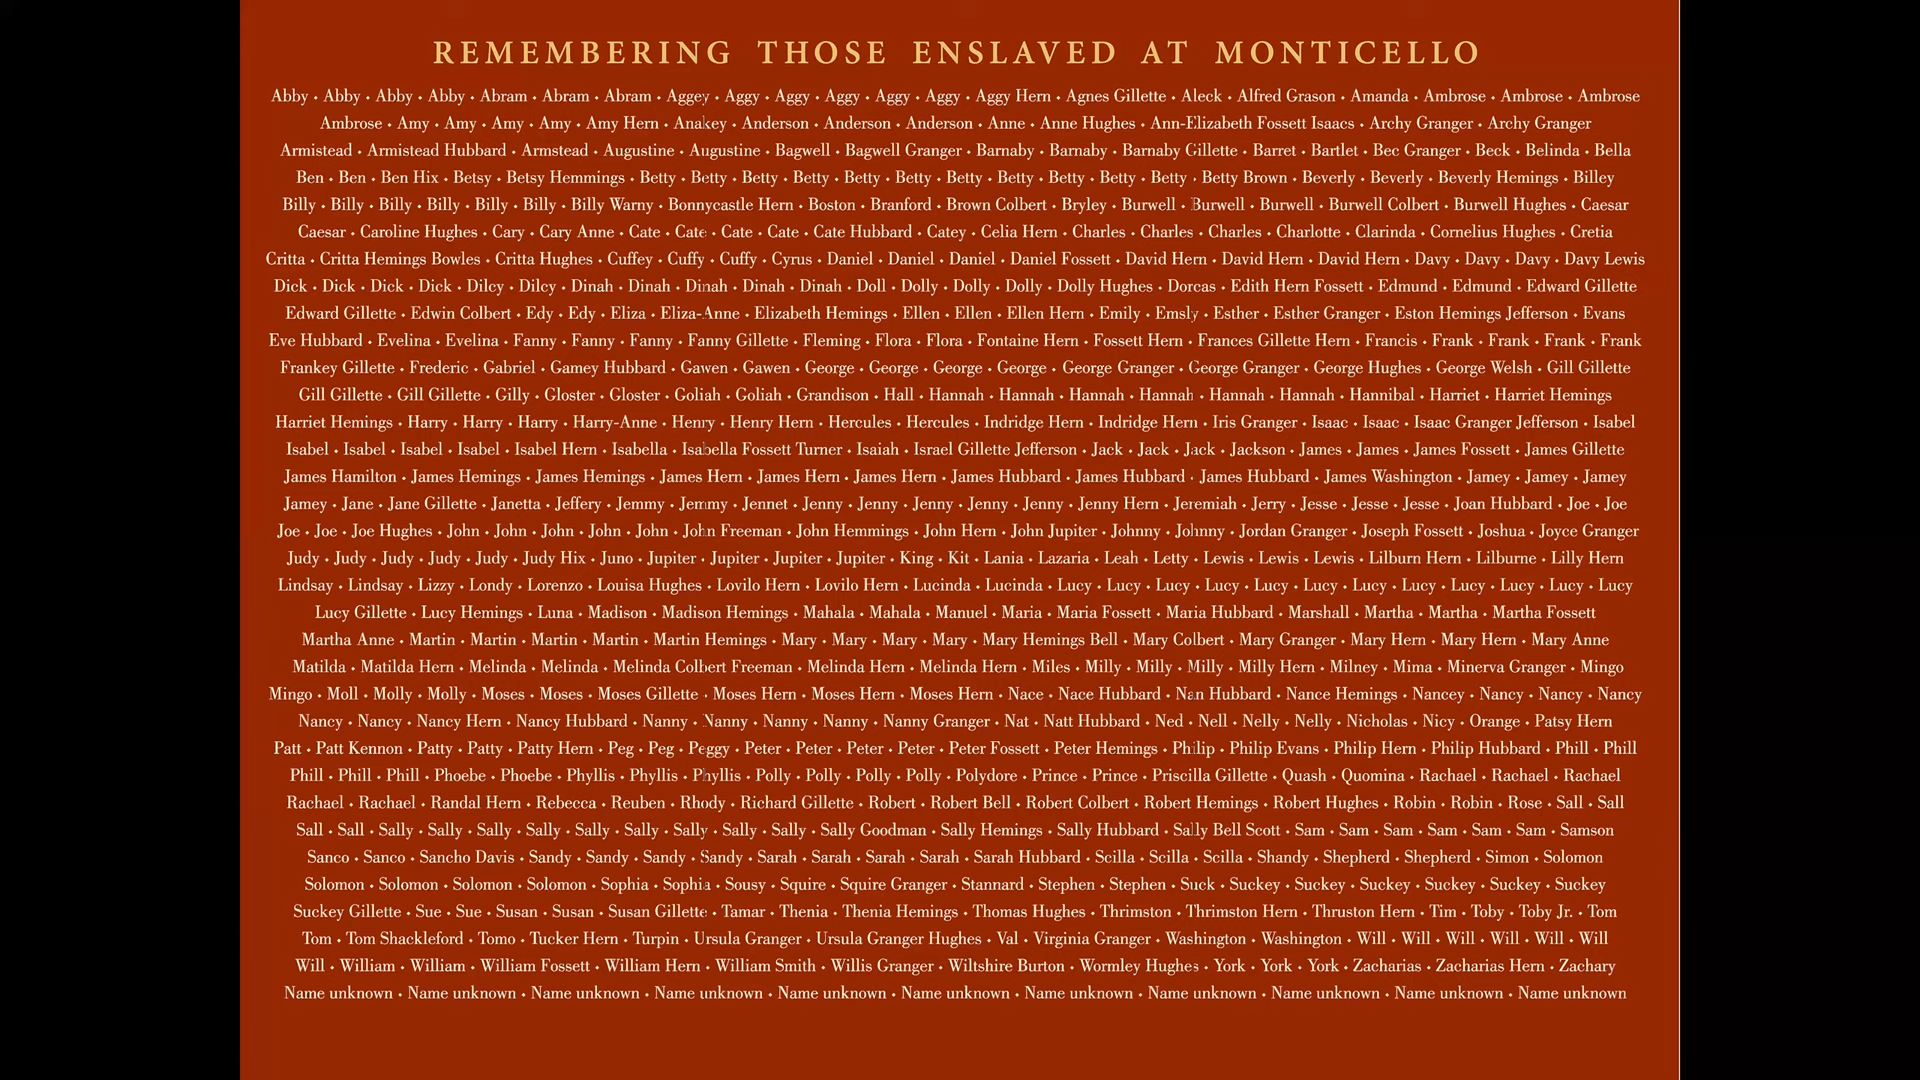 REMEMBERING THOSE ENSLAVED AT MONTICELLO
Abby • Abby • Abby • Abby • Abram • Abram • Abram • Aggey • Aggy • Aggy • Aggy • Aggy • Aggy • Aggy Hern • Agnes Gillette • Aleck • Alfred Grason • Amanda • Ambrose • Ambrose • Ambrose
Ambrose • Amy • Amy • Amy • Amy • Amy Hern • Anakey • Anderson • Anderson • Anderson • Anne • Anne Hughes • Ann-Elizabeth Fossett Isaacs • Archy Granger • Archy Granger
Armistead • Armistead Hubbard • Armstead • Augustine • Augustine • Bagwell • Bagwell Granger • Barnaby • Barnaby • Barnaby Gillette • Barret • Bartlet • Bec Granger • Beck • Belinda • Bella
Ben • Ben • Ben Hix • Betsy • Betsy Hemmings • Betty • Betty • Betty • Betty • Betty • Betty • Betty • Betty • Betty • Betty • Betty • Betty Brown • Beverly • Beverly • Beverly Hemings • Billey
Billy • Billy • Billy • Billy • Billy • Billy • Billy Warny • Bonnycastle Hern • Boston • Branford • Brown Colbert • Bryley • Burwell • Burwell • Burwell • Burwell Colbert • Burwell Hughes • Caesar
Caesar • Caroline Hughes • Cary • Cary Anne • Cate • Cate • Cate • Cate • Cate Hubbard • Catey • Celia Hern • Charles • Charles • Charles • Charlotte • Clarinda • Cornelius Hughes • Cretia
Critta • Critta Hemings Bowles • Critta Hughes • Cuffey • Cuffy • Cuffy • Cyrus • Daniel • Daniel • Daniel • Daniel Fossett • David Hern • David Hern • David Hern • Davy • Davy • Davy • Davy Lewis
Dick • Dick • Dick • Dick • Dilcy • Dilcy • Dinah • Dinah • Dinah • Dinah • Dinah • Doll • Dolly • Dolly • Dolly • Dolly Hughes • Dorcas • Edith Hern Fossett • Edmund • Edmund • Edward Gillette
Edward Gillette • Edwin Colbert • Edy • Edy • Eliza • Eliza-Anne • Elizabeth Hemings • Ellen • Ellen • Ellen Hern • Emily • Emsly • Esther • Esther Granger • Eston Hemings Jefferson • Evans
Eve Hubbard • Evelina • Evelina • Fanny • Fanny • Fanny • Fanny Gillette • Fleming • Flora • Flora • Fontaine Hern • Fossett Hern • Frances Gillette Hern • Francis • Frank • Frank • Frank • Frank
Frankey Gillette • Frederic • Gabriel • Gamey Hubbard • Gawen • Gawen • George • George • George • George • George Granger • George Granger • George Hughes • George Welsh • Gill Gillette
Gill Gillette • Gill Gillette • Gilly • Gloster • Gloster • Goliah • Goliah • Grandison • Hall • Hannah • Hannah • Hannah • Hannah • Hannah • Hannah • Hannibal • Harriet • Harriet Hemings
Harriet Hemings • Harry • Harry • Harry • Harry-Anne • Henry • Henry Hern • Hercules • Hercules • Indridge Hern • Indridge Hern • Iris Granger • Isaac • Isaac • Isaac Granger Jefferson • Isabel
Isabel • Isabel • Isabel • Isabel • Isabel Hern • Isabella • Isabella Fossett Turner • Isaiah • Israel Gillette Jefferson • Jack • Jack • Jack • Jackson • James • James • James Fossett • James Gillette
James Hamilton • James Hemings • James Hemings • James Hern • James Hern • James Hern • James Hubbard • James Hubbard • James Hubbard • James Washington • Jamey • Jamey • Jamey
Jamey • Jane • Jane Gillette • Janetta • Jeffery • Jemmy • Jemmy • Jennet • Jenny • Jenny • Jenny • Jenny • Jenny • Jenny Hern • Jeremiah • Jerry • Jesse • Jesse • Jesse • Joan Hubbard • Joe • Joe
Joe • Joe • Joe Hughes • John • John • John • John • John • John Freeman • John Hemmings • John Hern • John Jupiter • Johnny • Johnny • Jordan Granger • Joseph Fossett • Joshua • Joyce Granger
Judy • Judy • Judy • Judy • Judy • Judy Hix • Juno • Jupiter • Jupiter • Jupiter • Jupiter • King • Kit • Lania • Lazaria • Leah • Letty • Lewis • Lewis • Lewis • Lilburn Hern • Lilburne • Lilly Hern
Lindsay • Lindsay • Lizzy • Londy • Lorenzo • Louisa Hughes • Lovilo Hern • Lovilo Hern • Lucinda • Lucinda • Lucy • Lucy • Lucy • Lucy • Lucy • Lucy • Lucy • Lucy • Lucy • Lucy • Lucy • Lucy
Lucy Gillette • Lucy Hemings • Luna • Madison • Madison Hemings • Mahala • Mahala • Manuel • Maria • Maria Fossett • Maria Hubbard • Marshall • Martha • Martha • Martha Fossett
Martha Anne • Martin • Martin • Martin • Martin • Martin Hemings • Mary • Mary • Mary • Mary • Mary Hemings Bell • Mary Colbert • Mary Granger • Mary Hern • Mary Hern • Mary Anne
Matilda • Matilda Hern • Melinda • Melinda • Melinda Colbert Freeman • Melinda Hern • Melinda Hern • Miles • Milly • Milly • Milly • Milly Hern • Milney • Mima • Minerva Granger • Mingo
Mingo • Moll • Molly • Molly • Moses • Moses • Moses Gillette • Moses Hern • Moses Hern • Moses Hern • Nace • Nace Hubbard • Nan Hubbard • Nance Hemings • Nancey • Nancy • Nancy • Nancy
Nancy • Nancy • Nancy Hern • Nancy Hubbard • Nanny • Nanny • Nanny • Nanny • Nanny Granger • Nat • Natt Hubbard • Ned • Nell • Nelly • Nelly • Nicholas • Nicy • Orange • Patsy Hern
Patt • Patt Kennon • Patty • Patty • Patty Hern • Peg • Peg • Peggy • Peter • Peter • Peter • Peter • Peter Fossett • Peter Hemings • Philip • Philip Evans • Philip Hern • Philip Hubbard • Phill • Phill
Phill • Phill • Phill • Phoebe • Phoebe • Phyllis • Phyllis • Phyllis • Polly • Polly • Polly • Polly • Polydore • Prince • Prince • Priscilla Gillette • Quash • Quomina • Rachael • Rachael • Rachael
Rachael • Rachael • Randal Hern • Rebecca • Reuben • Rhody • Richard Gillette • Robert • Robert Bell • Robert Colbert • Robert Hemings • Robert Hughes • Robin • Robin • Rose • Sall • Sall
Sall • Sall • Sally • Sally • Sally • Sally • Sally • Sally • Sally • Sally • Sally • Sally Goodman • Sally Hemings • Sally Hubbard • Sally Bell Scott • Sam • Sam • Sam • Sam • Sam • Sam • Samson
Sanco • Sanco • Sancho Davis • Sandy • Sandy • Sandy • Sandy • Sarah • Sarah • Sarah • Sarah • Sarah Hubbard • Scilla • Scilla • Scilla • Shandy • Shepherd • Shepherd • Simon • Solomon
Solomon • Solomon • Solomon • Solomon • Sophia • Sophia • Sousy • Squire • Squire Granger • Stannard • Stephen • Stephen • Suck • Suckey • Suckey • Suckey • Suckey • Suckey • Suckey
Suckey Gillette • Sue • Sue • Susan • Susan • Susan Gillette • Tamar • Thenia • Thenia Hemings • Thomas Hughes • Thrimston • Thrimston Hern • Thruston Hern • Tim • Toby • Toby Jr. • Tom
Tom • Tom Shackleford • Tomo • Tucker Hern • Turpin • Ursula Granger • Ursula Granger Hughes • Val • Virginia Granger • Washington • Washington • Will • Will • Will • Will • Will • Will
Will • William • William • William Fossett • William Hern • William Smith • Willis Granger • Wiltshire Burton • Wormley Hughes • York • York • York • Zacharias • Zacharias Hern • Zachary
Name unknown • Name unknown • Name unknown • Name unknown • Name unknown • Name unknown • Name unknown • Name unknown • Name unknown • Name unknown • Name unknown